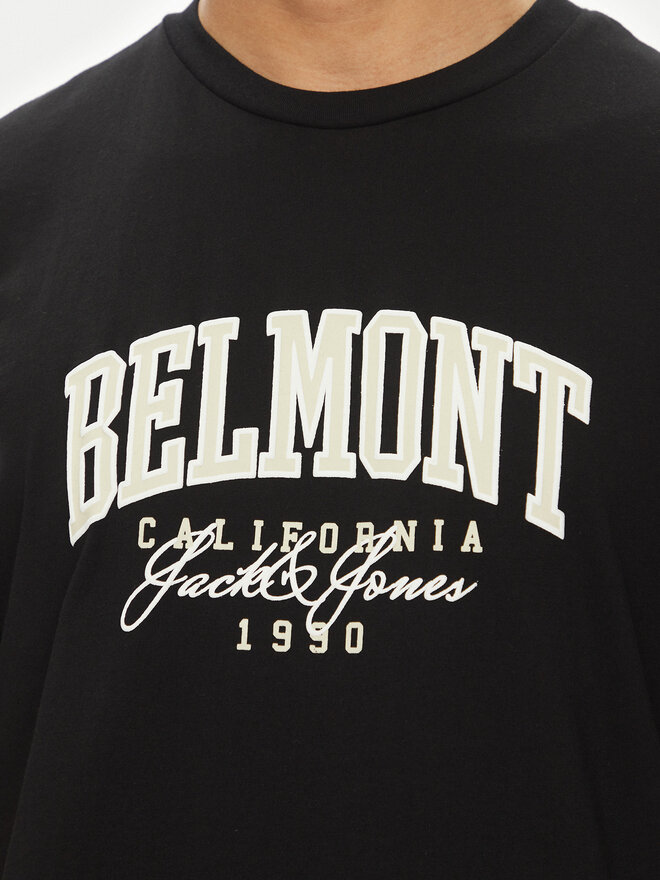 BELMONT
CALIFORNIA
Jack & Jones
1990